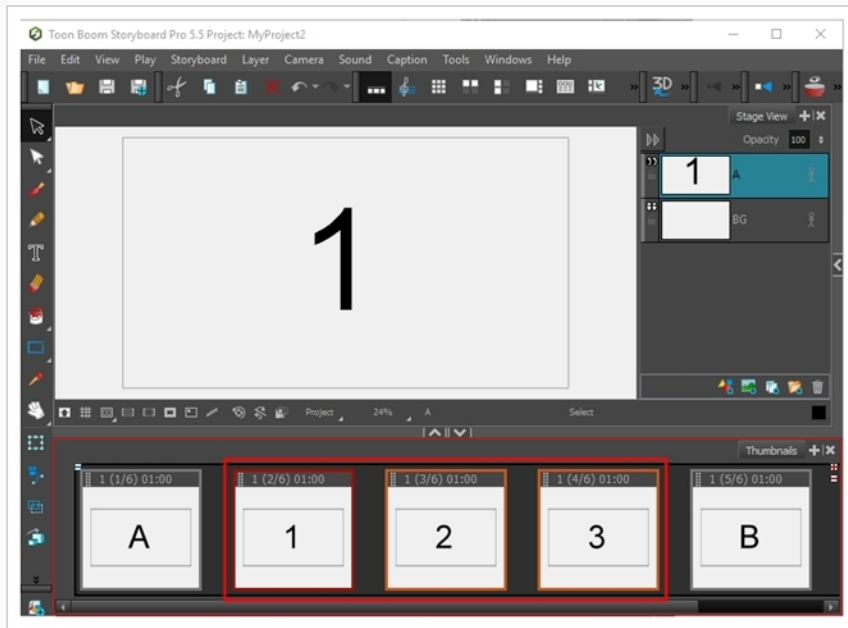 Toon Boom Storyboard Pro 5.5 Project: MyProject2
File Edit View Play Storyboard Layer Camera Sound Caption Tools Windows Help
3D
Stage View
Opacity 100
1
1 A
BG
T
Project 24% A Select
Thumbnails
1 (1/6) 01:00 1 (2/6) 01:00 1 (3/6) 01:00 1 (4/6) 01:00 1 (5/6) 01:00
A 1 2 3 B